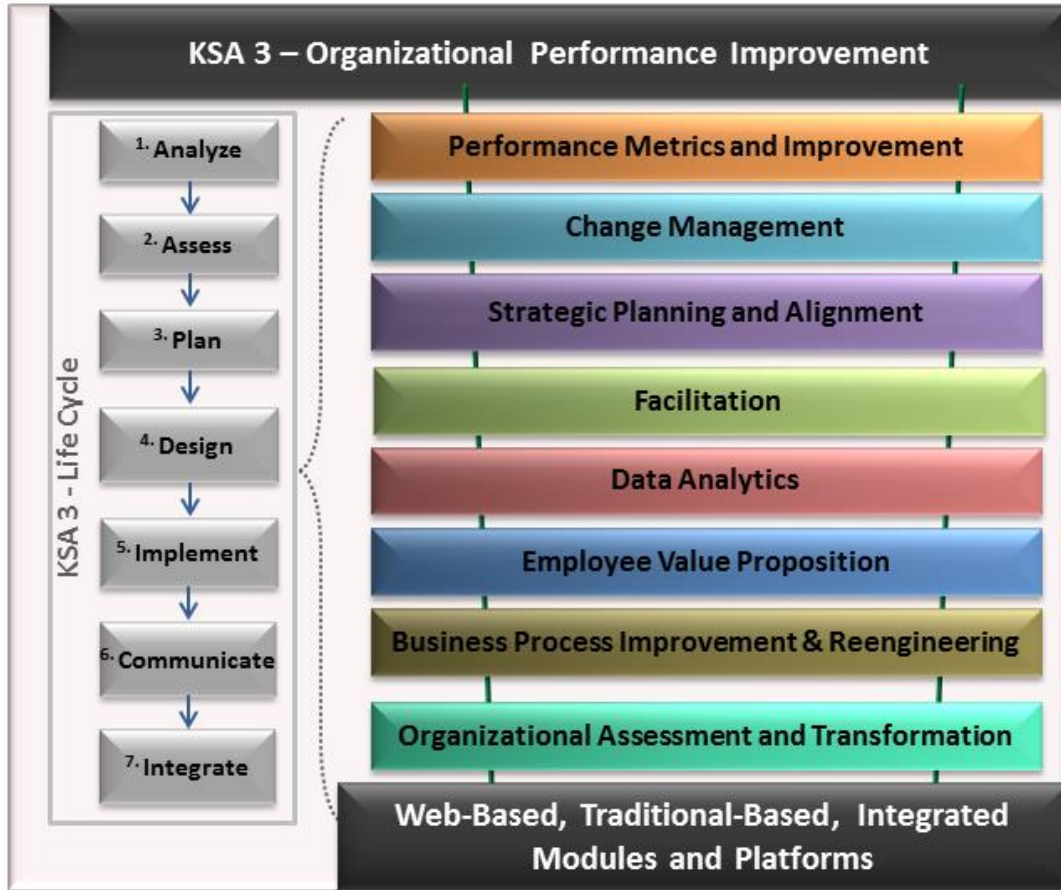 KSA 3 – Organizational Performance Improvement
KSA 3 - Life Cycle
1. Analyze
2. Assess
3. Plan
4. Design
5. Implement
6. Communicate
7. Integrate
Performance Metrics and Improvement
Change Management
Strategic Planning and Alignment
Facilitation
Data Analytics
Employee Value Proposition
Business Process Improvement & Reengineering
Organizational Assessment and Transformation
Web-Based, Traditional-Based, Integrated
Modules and Platforms